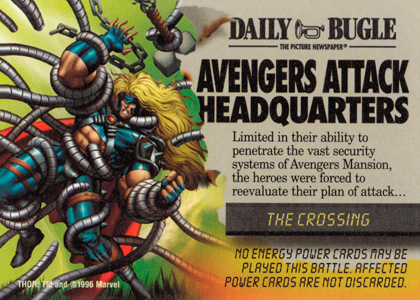 DAILY BUGLE
THE PICTURE NEWSPAPER®
AVENGERS ATTACK
HEADQUARTERS
Limited in their ability to
penetrate the vast security
systems of Avengers Mansion,
the heroes were forced to
reevaluate their plan of attack...
THE CROSSING
NO ENERGY POWER CARDS MAY BE
PLAYED THIS BATTLE. AFFECTED
POWER CARDS ARE NOT DISCARDED.
THOR: TM and ©1996 Marvel